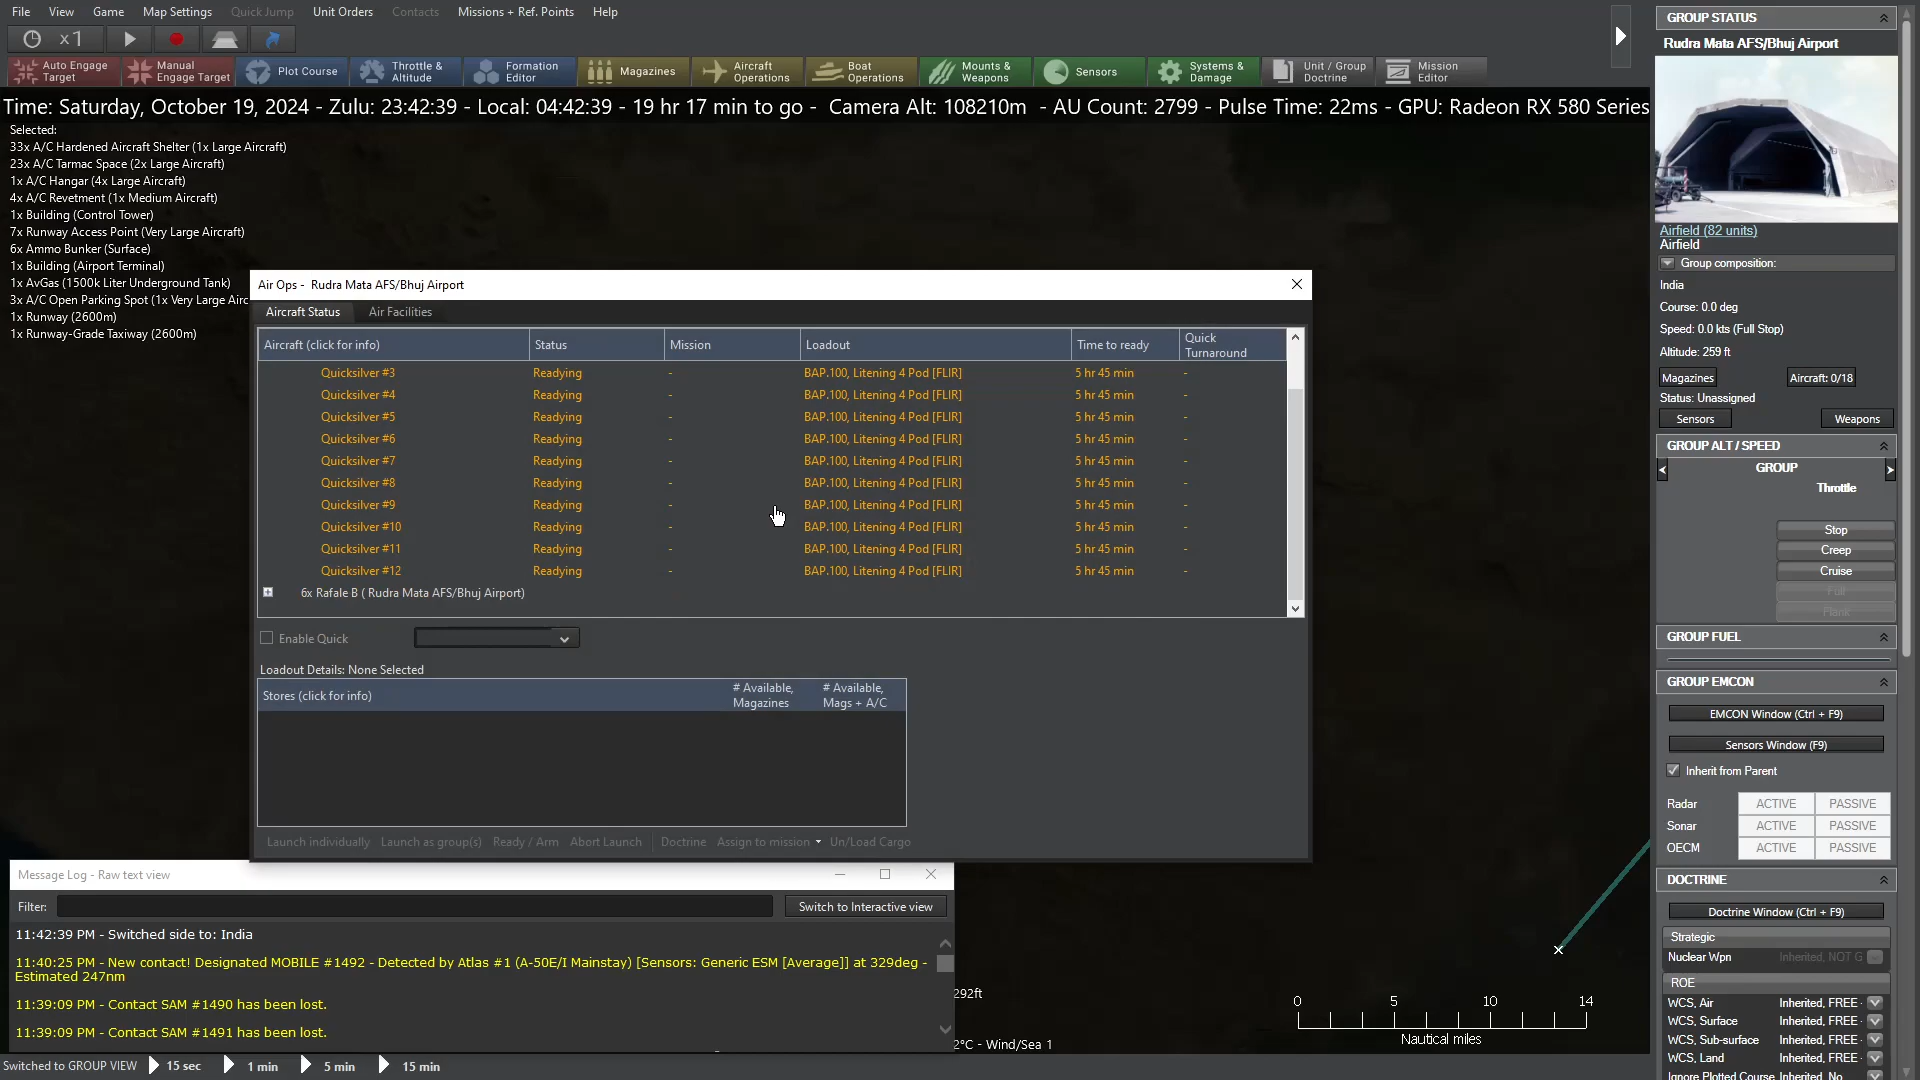 File View Game Map Settings Quick Jump Unit Orders Contacts Missions + Ref. Points Help
x1
Auto Engage Target
Manual Engage Target
Plot Course
Throttle & Altitude
Formation Editor
Magazines
Aircraft Operations
Boat Operations
Mounts & Weapons
Sensors
Systems & Damage
Unit / Group Doctrine
Mission Editor
Time: Saturday, October 19, 2024 - Zulu: 23:42:39 - Local: 04:42:39 - 19 hr 17 min to go - Camera Alt: 108210m - AU Count: 2799 - Pulse Time: 22ms - GPU: Radeon RX 580 Series
Selected:
33x A/C Hardened Aircraft Shelter (1x Large Aircraft)
23x A/C Tarmac Space (2x Large Aircraft)
1x A/C Hangar (4x Large Aircraft)
4x A/C Revetment (1x Medium Aircraft)
1x Building (Control Tower)
7x Runway Access Point (Very Large Aircraft)
6x Ammo Bunker (Surface)
1x Building (Airport Terminal)
1x AvGas (1500k Liter Underground Tank)
3x A/C Open Parking Spot (1x Very Large Airc
1x Runway (2600m)
1x Runway-Grade Taxiway (2600m)
Air Ops - Rudra Mata AFS/Bhuj Airport
Aircraft Status Air Facilities
Aircraft (click for info) Status Mission Loadout Time to ready Quick Turnaround
Quicksilver #3 Readying - BAP.100, Litening 4 Pod [FLIR] 5 hr 45 min -
Quicksilver #4 Readying - BAP.100, Litening 4 Pod [FLIR] 5 hr 45 min -
Quicksilver #5 Readying - BAP.100, Litening 4 Pod [FLIR] 5 hr 45 min -
Quicksilver #6 Readying - BAP.100, Litening 4 Pod [FLIR] 5 hr 45 min -
Quicksilver #7 Readying - BAP.100, Litening 4 Pod [FLIR] 5 hr 45 min -
Quicksilver #8 Readying - BAP.100, Litening 4 Pod [FLIR] 5 hr 45 min -
Quicksilver #9 Readying - BAP.100, Litening 4 Pod [FLIR] 5 hr 45 min -
Quicksilver #10 Readying - BAP.100, Litening 4 Pod [FLIR] 5 hr 45 min -
Quicksilver #11 Readying - BAP.100, Litening 4 Pod [FLIR] 5 hr 45 min -
Quicksilver #12 Readying - BAP.100, Litening 4 Pod [FLIR] 5 hr 45 min -
6x Rafale B ( Rudra Mata AFS/Bhuj Airport)
Enable Quick
Loadout Details: None Selected
Stores (click for info) # Available, Magazines # Available, Mags + A/C
Launch individually Launch as group(s) Ready / Arm Abort Launch Doctrine Assign to mission Un/Load Cargo
Message Log - Raw text view
Filter: Switch to Interactive view
11:42:39 PM - Switched side to: India
11:40:25 PM - New contact! Designated MOBILE #1492 - Detected by Atlas #1 (A-50E/I Mainstay) [Sensors: Generic ESM [Average]] at 329deg -
Estimated 247nm
11:39:09 PM - Contact SAM #1490 has been lost.
11:39:09 PM - Contact SAM #1491 has been lost.
292ft
2°C - Wind/Sea 1
0 5 10 14
Nautical miles
Switched to GROUP VIEW 15 sec 1 min 5 min 15 min
GROUP STATUS
Rudra Mata AFS/Bhuj Airport
Airfield (82 units)
Airfield
Group composition:
India
Course: 0.0 deg
Speed: 0.0 kts (Full Stop)
Altitude: 259 ft
Magazines Aircraft: 0/18
Status: Unassigned
Sensors Weapons
GROUP ALT / SPEED
GROUP
Throttle
Stop
Creep
Cruise
Full
Flank
GROUP FUEL
GROUP EMCON
EMCON Window (Ctrl + F9)
Sensors Window (F9)
Inherit from Parent
Radar ACTIVE PASSIVE
Sonar ACTIVE PASSIVE
OECM ACTIVE PASSIVE
DOCTRINE
Doctrine Window (Ctrl + F9)
Strategic
Nuclear Wpn Inherited, NOT G
ROE
WCS, Air Inherited, FREE
WCS, Surface Inherited, FREE
WCS, Sub-surface Inherited, FREE
WCS, Land Inherited, FREE
Ignore Plotted Course Inherited, No